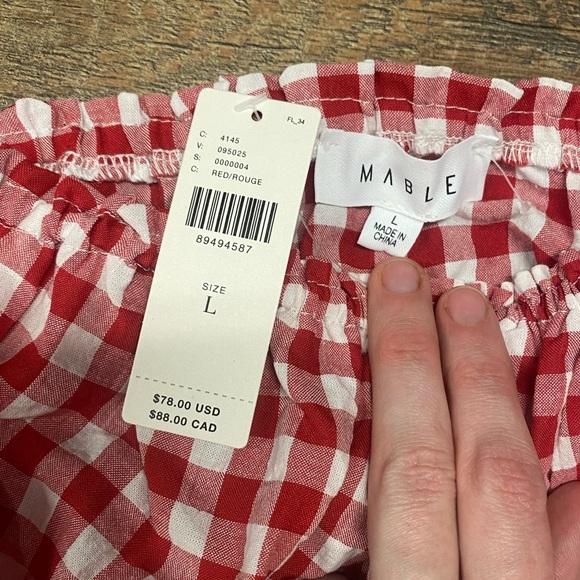 FL_34
C: 4145
V: 095025
S: 0000004
C: RED/ROUGE
89494587
SIZE
L
$78.00 USD
$88.00 CAD
MABLE
L
MADE IN
CHINA